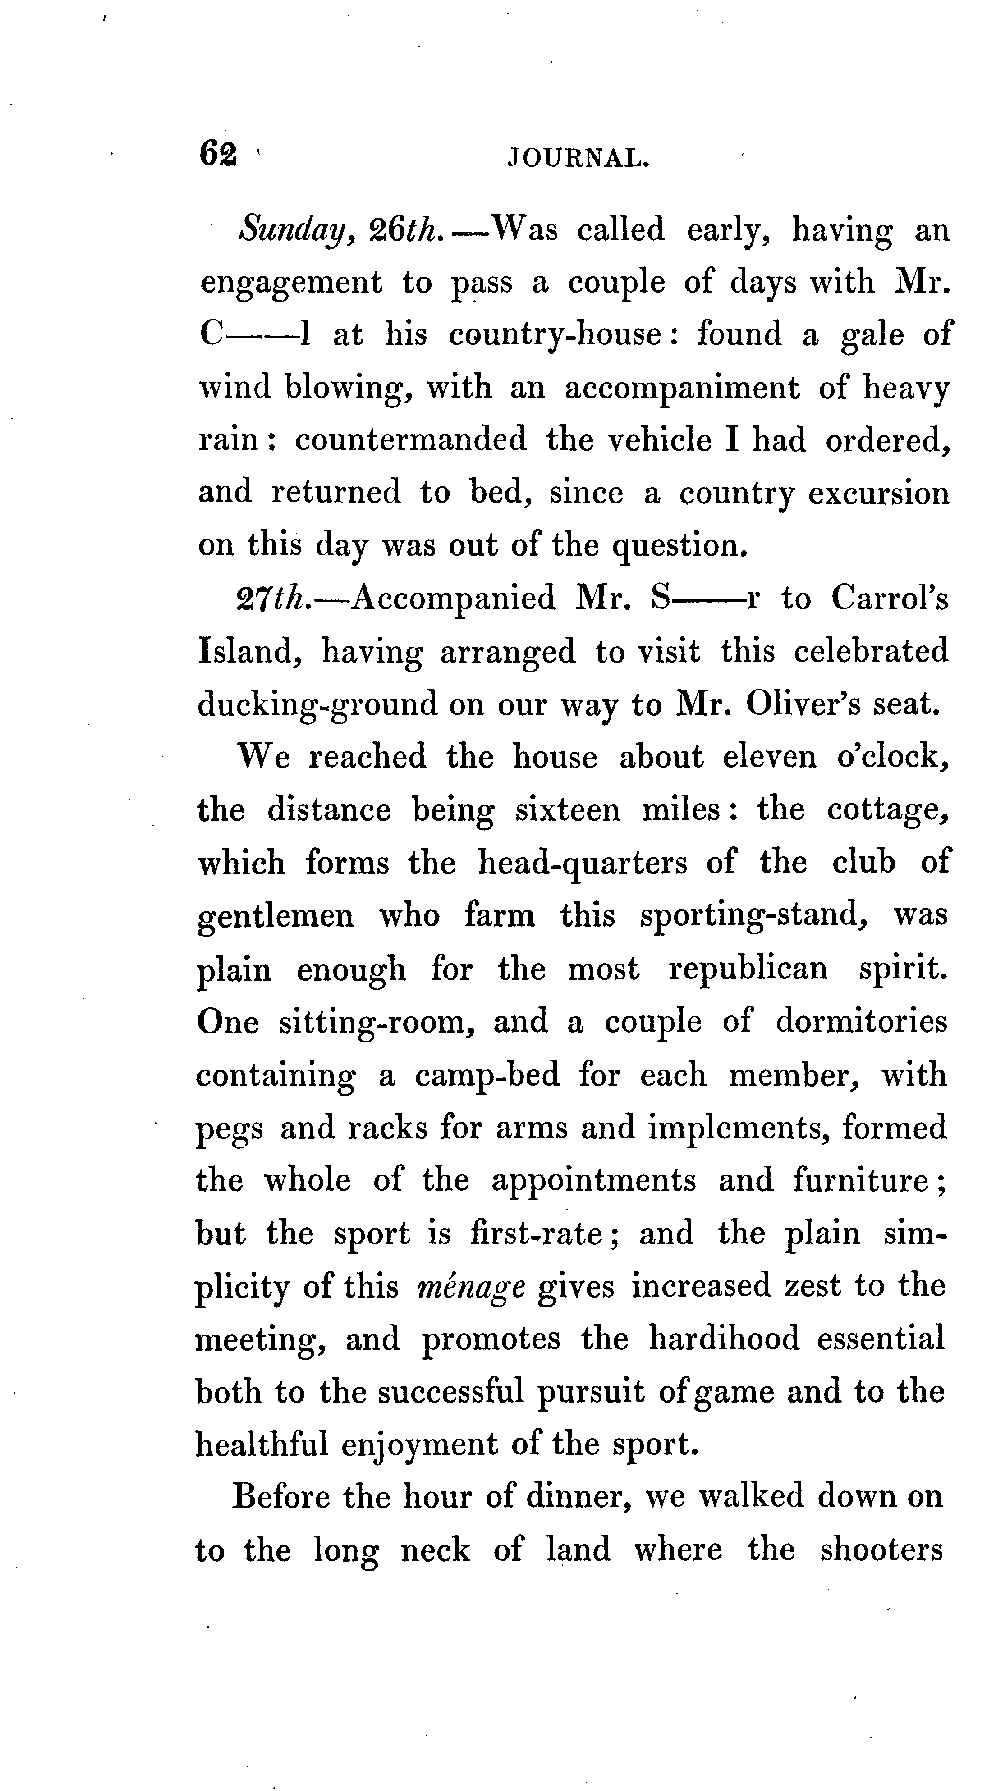 62 JOURNAL.
Sunday, 26th. —Was called early, having an
engagement to pass a couple of days with Mr.
C——l at his country-house: found a gale of
wind blowing, with an accompaniment of heavy
rain: countermanded the vehicle I had ordered,
and returned to bed, since a country excursion
on this day was out of the question.
27th.—Accompanied Mr. S——r to Carrol's
Island, having arranged to visit this celebrated
ducking-ground on our way to Mr. Oliver's seat.
We reached the house about eleven o'clock,
the distance being sixteen miles: the cottage,
which forms the head-quarters of the club of
gentlemen who farm this sporting-stand, was
plain enough for the most republican spirit.
One sitting-room, and a couple of dormitories
containing a camp-bed for each member, with
pegs and racks for arms and implements, formed
the whole of the appointments and furniture;
but the sport is first-rate; and the plain sim-
plicity of this ménage gives increased zest to the
meeting, and promotes the hardihood essential
both to the successful pursuit of game and to the
healthful enjoyment of the sport.
Before the hour of dinner, we walked down on
to the long neck of land where the shooters